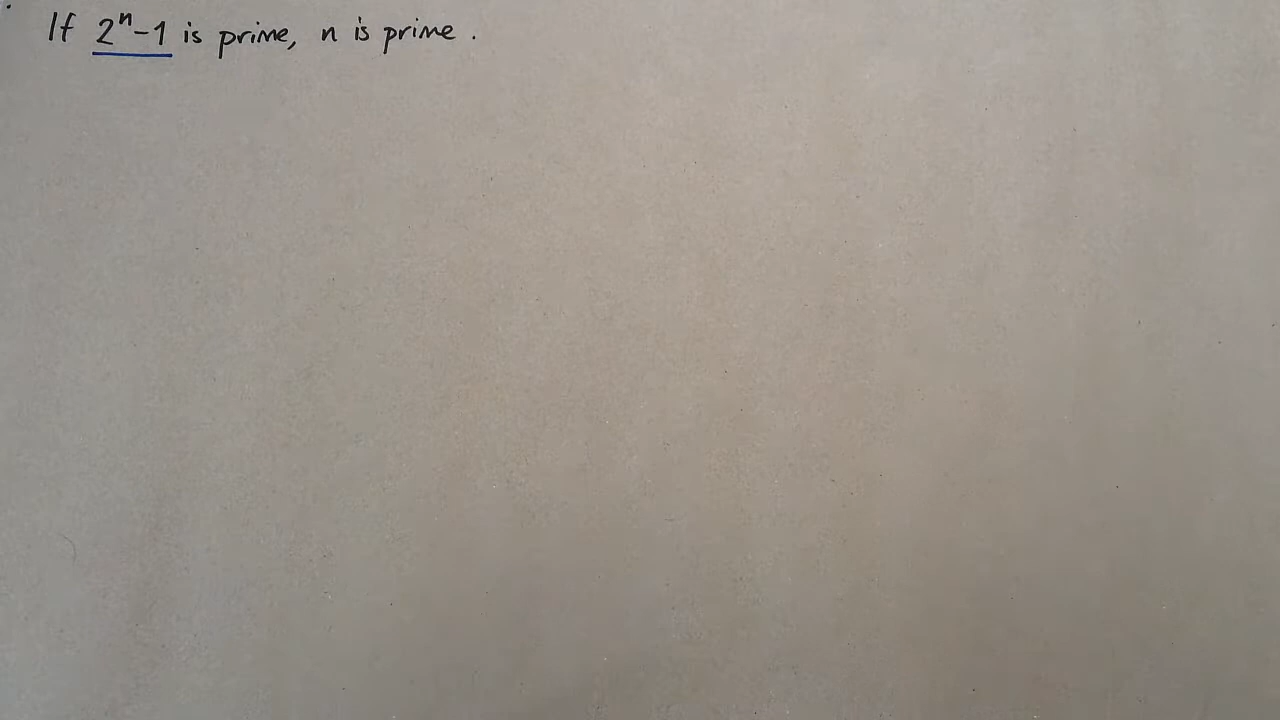 If 2ⁿ-1 is prime, n is prime.